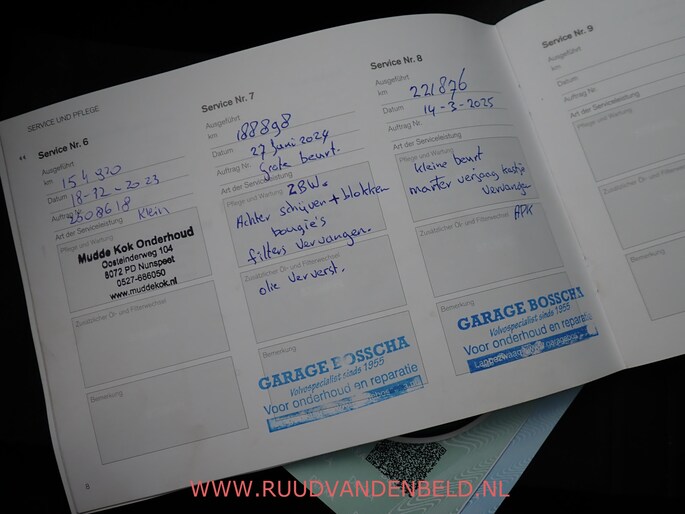 SERVICE UND PFLEGE
Service Nr. 6
Ausgeführt
km 154920
Datum 18-12-2023
Auftrag Nr. 2508618
Klein
Art der Serviceleistung
Pflege und Wartung
Mudde Kok Onderhoud
Oosteinderweg 104
8072 PD Nunspeet
0527-686050
www.muddekok.nl
Zusätzlicher Öl- und Filterwechsel
Bemerkung
8
Service Nr. 7
Ausgeführt
km 188898
Datum 27 Juni 2024
Auftrag Nr. Grote beurt.
Art der Serviceleistung
Pflege und Wartung
Achter schijven + blokken
bougie's
filters vervangen.
Zusätzlicher Öl- und Filterwechsel
olie ververst.
Bemerkung
GARAGE BOSSCHA
Volvospecialist sinds 1955
Voor onderhoud en reparatie
Service Nr. 8
Ausgeführt
km 221876
Datum 14-3-2025
Auftrag Nr.
Art der Serviceleistung
Pflege und Wartung
kleine beurt
vervangen
APK
Zusätzlicher Öl- und Filterwechsel
Bemerkung
GARAGE BOSSCHA
Volvospecialist sinds 1955
Voor onderhoud en reparatie
Service Nr. 9
Ausgeführt
km
Datum
Auftrag Nr.
Art der Serviceleistung
Pflege und Wartung
Zusätzlicher Öl- und Filterwechsel
Bemerkung
WWW.RUUDVANDENBELD.NL